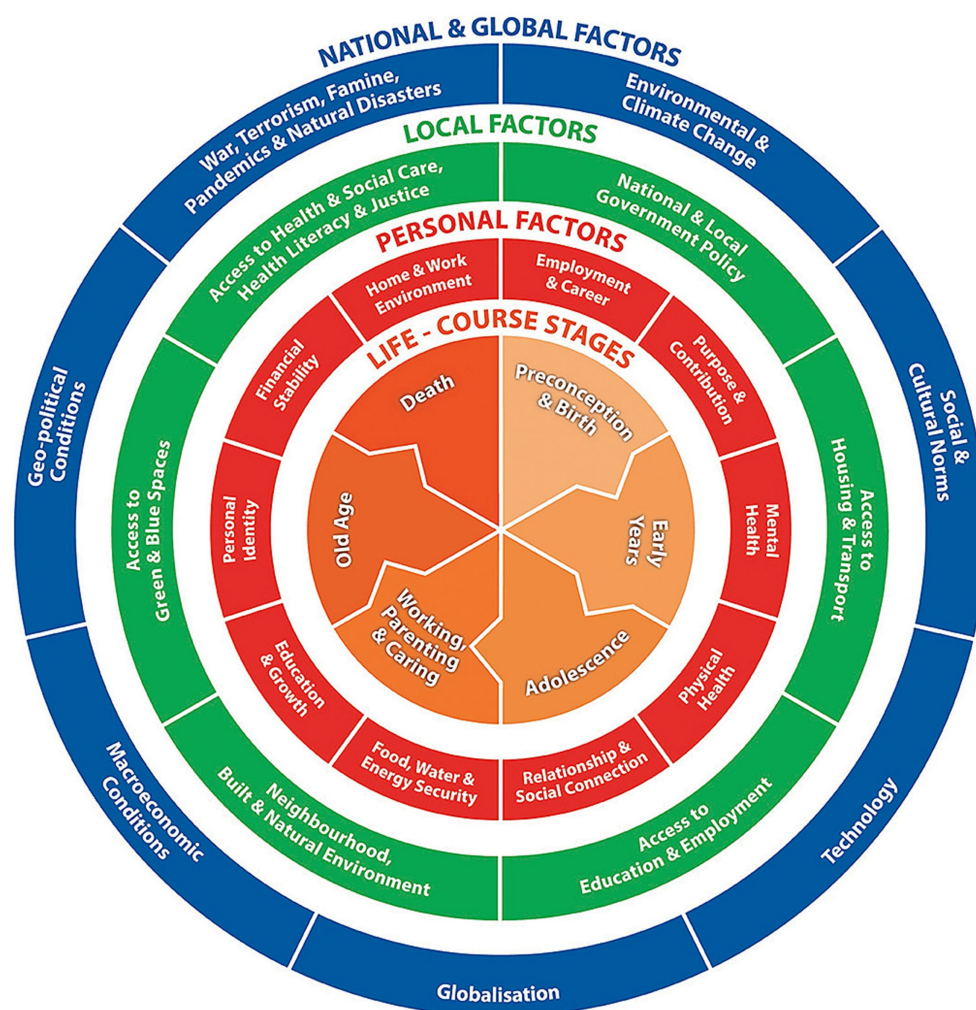 NATIONAL & GLOBAL FACTORS
Environmental &
Climate Change
Social &
Cultural Norms
Technology
Globalisation
Macroeconomic
Conditions
Geo-political
Conditions
War, Terrorism, Famine,
Pandemics & Natural Disasters
LOCAL FACTORS
National & Local
Government Policy
Access to
Housing & Transport
Access to
Education & Employment
Neighbourhood,
Built & Natural Environment
Access to
Green & Blue Spaces
Access to Health & Social Care,
Health Literacy & Justice
PERSONAL FACTORS
Employment
& Career
Purpose &
Contribution
Mental
Health
Physical
Health
Relationship &
Social Connection
Food, Water &
Energy Security
Education
& Growth
Personal
Identity
Financial
Stability
Home & Work
Environment
LIFE - COURSE STAGES
Preconception
& Birth
Early
Years
Adolescence
Working,
Parenting
& Caring
Old Age
Death